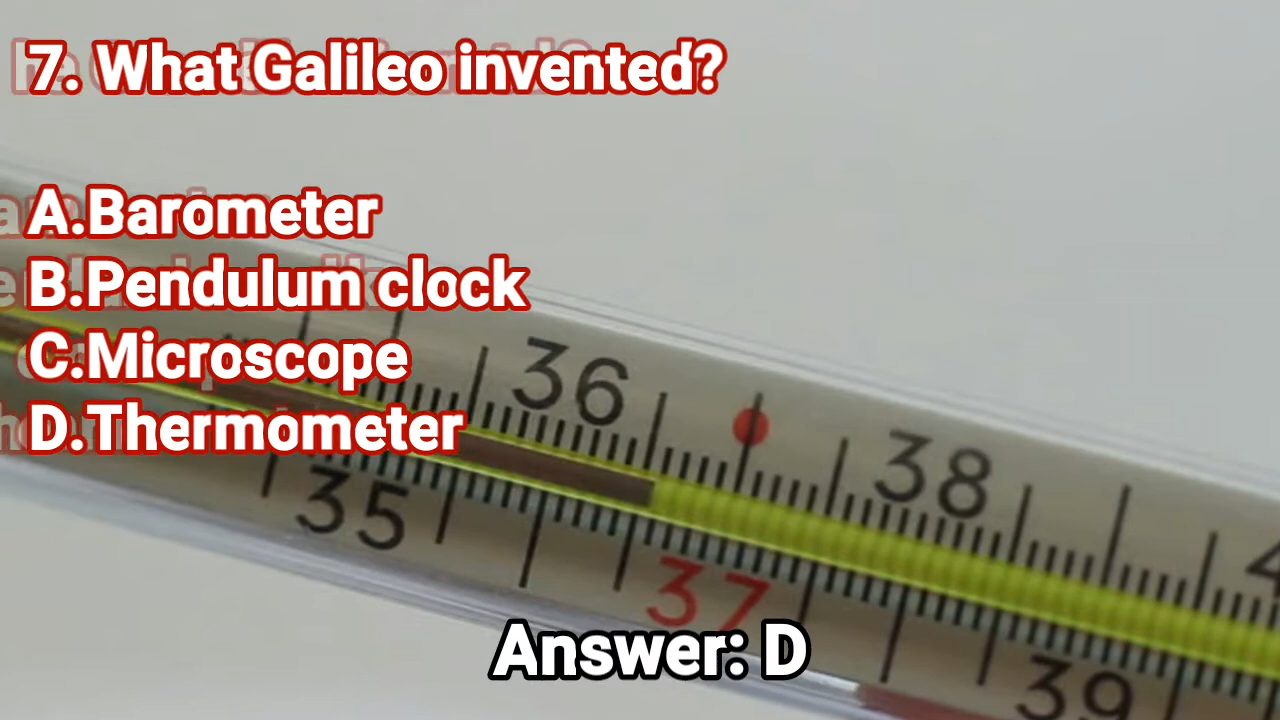 7. What Galileo invented?
A.Barometer
B.Pendulum clock
C.Microscope
D.Thermometer
36
38
35
37
39
Answer: D